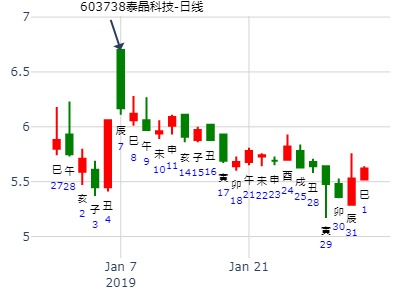 603738泰晶科技-日线
7
6.5
6
5.5
5
巳 午 亥 子 丑 辰 巳 午 未 申 亥 子 丑 寅 卯 午 未 申 酉 戌 丑 寅 卯 辰 巳
27 28 2 3 4 7 8 9 10 11 14 15 16 17 18 21 22 23 24 25 28 29 30 31 1
Jan 7 Jan 21
2019